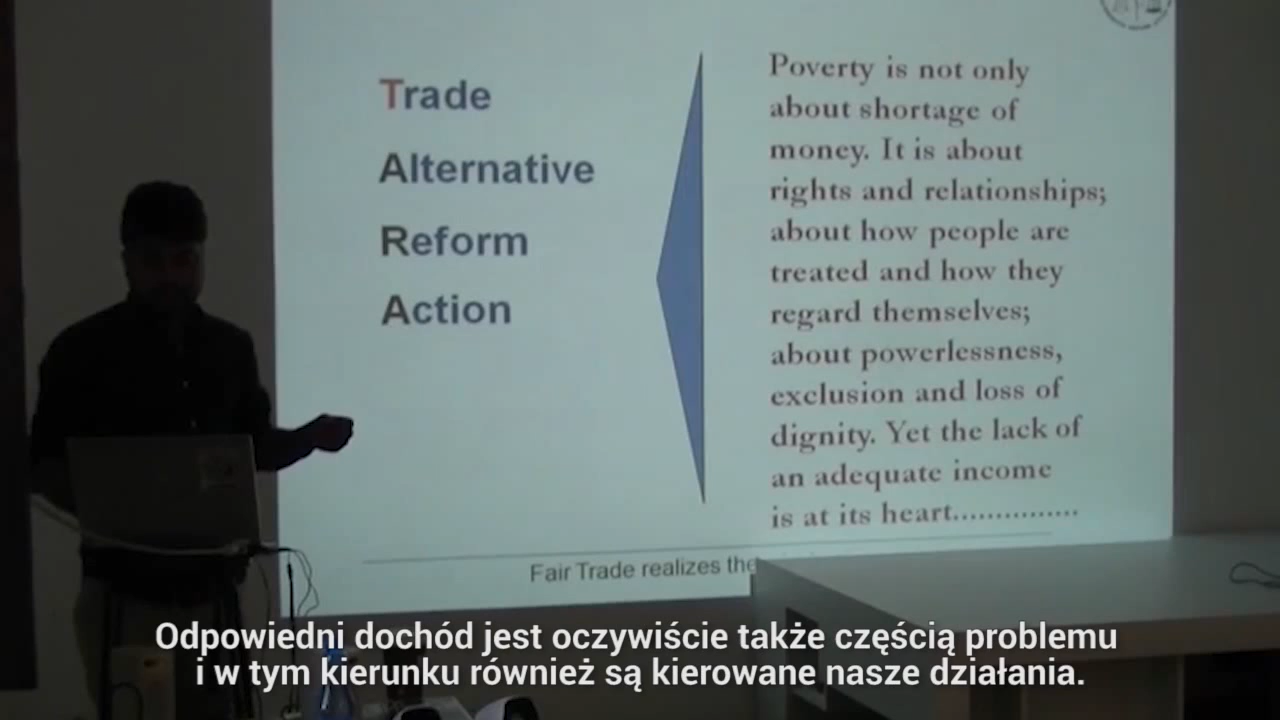 Trade
Alternative
Reform
Action
Poverty is not only
about shortage of
money. It is about
rights and relationships;
about how people are
treated and how they
regard themselves;
about powerlessness,
exclusion and loss of
dignity. Yet the lack of
an adequate income
is at its heart...............
Fair Trade realizes the
Odpowiedni dochód jest oczywiście także częścią problemu
i w tym kierunku również są kierowane nasze działania.